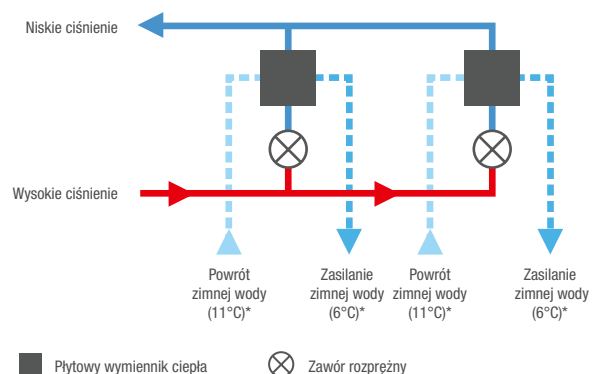 Niskie ciśnienie
Wysokie ciśnienie
Powrót
zimnej wody
(11°C)*
Zasilanie
zimnej wody
(6°C)*
Powrót
zimnej wody
(11°C)*
Zasilanie
zimnej wody
(6°C)*
Płytowy wymiennik ciepła
Zawór rozprężny